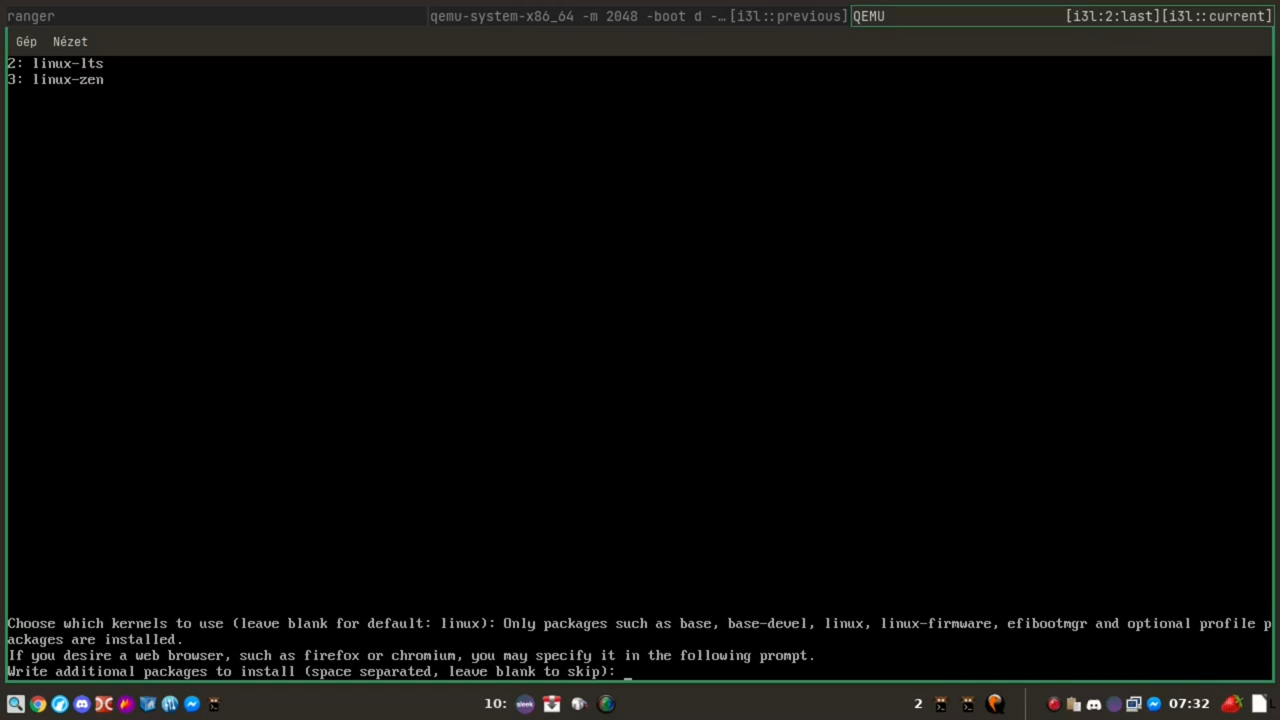 ranger
qemu-system-x86_64 -m 2048 -boot d -…[i3l::previous]
QEMU [i3l:2:last][i3l::current]
Gép Nézet
2: linux-lts
3: linux-zen
Choose which kernels to use (leave blank for default: linux): Only packages such as base, base-devel, linux, linux-firmware, efibootmgr and optional profile p
ackages are installed.
If you desire a web browser, such as firefox or chromium, you may specify it in the following prompt.
Write additional packages to install (space separated, leave blank to skip): _
10: sleek 2 07:32